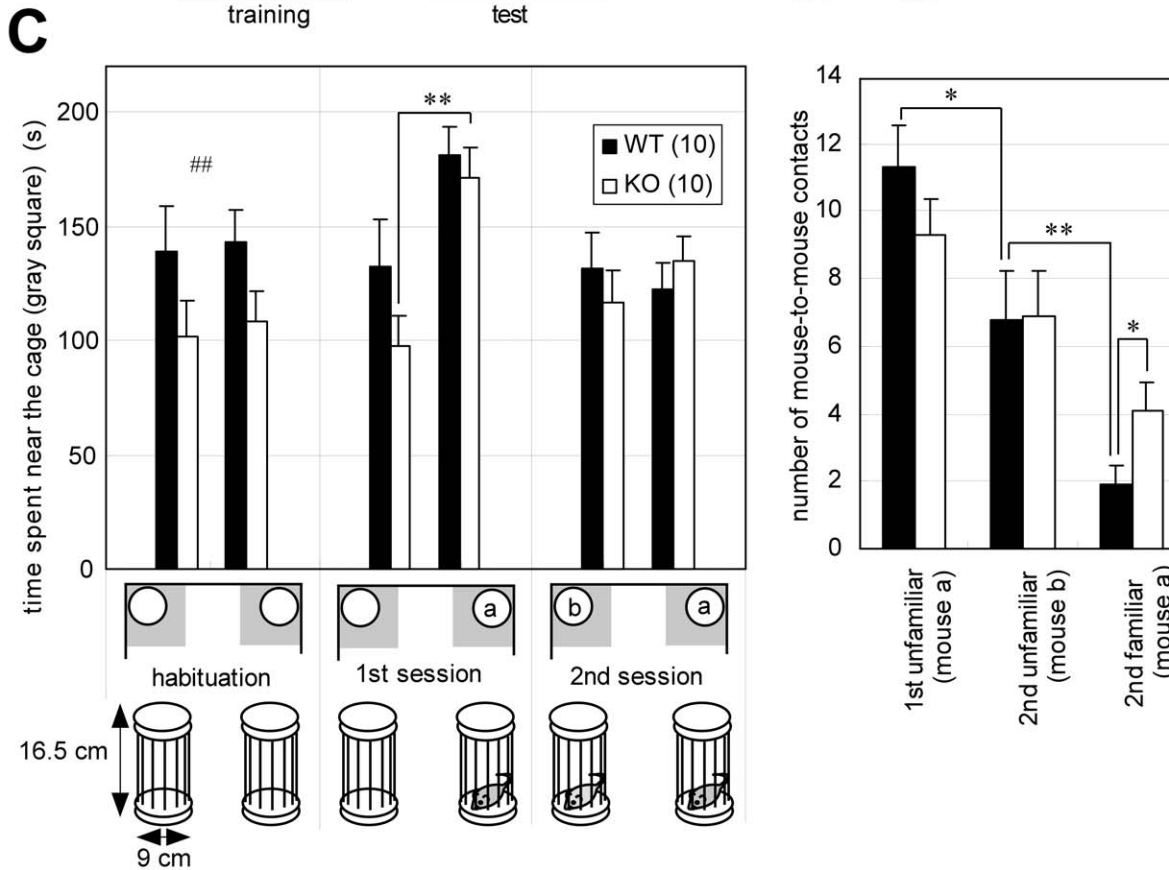 training
test
C
time spent near the cage (gray square) (s)
200
150
100
50
0
##
**
WT (10)
KO (10)
a
b
a
habituation
1st session
2nd session
16.5 cm
9 cm
number of mouse-to-mouse contacts
14
12
10
8
6
4
2
0
*
**
*
1st unfamiliar
(mouse a)
2nd unfamiliar
(mouse b)
2nd familiar
(mouse a)